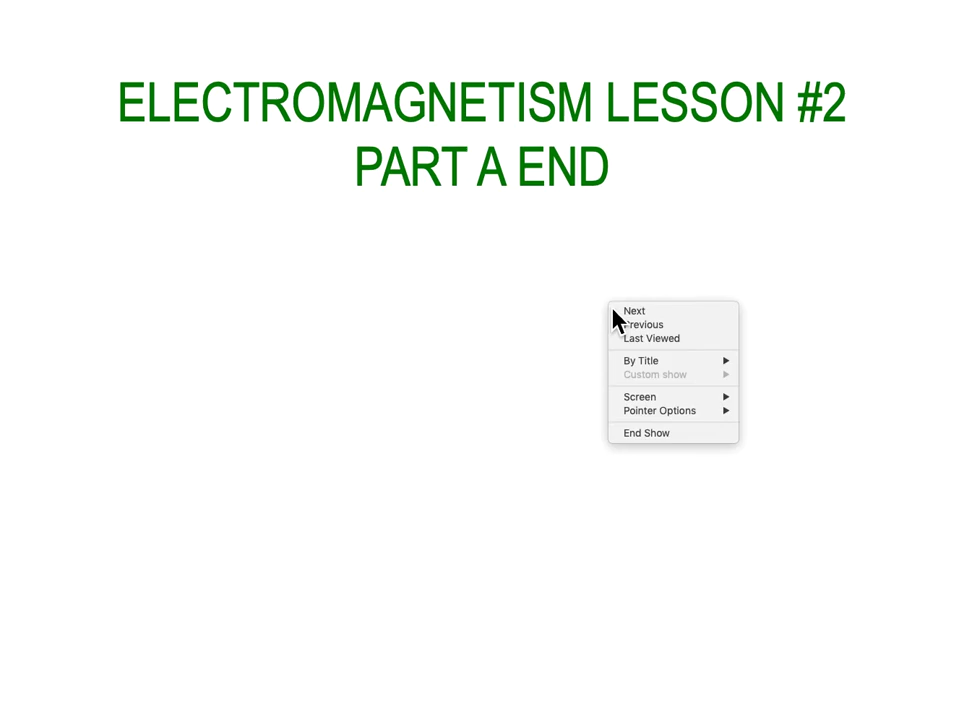 ELECTROMAGNETISM LESSON #2
PART A END
Next
Previous
Last Viewed
By Title
Custom show
Screen
Pointer Options
End Show